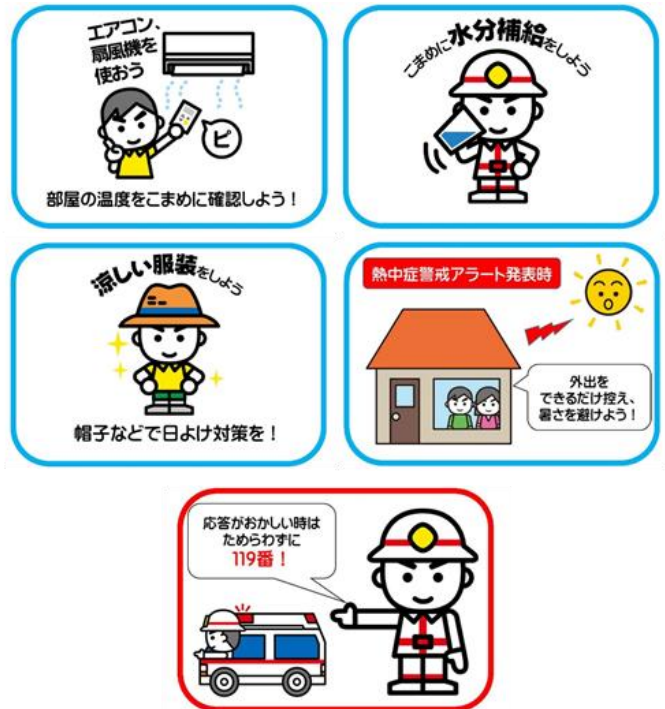 エアコン、
扇風機を
使おう
ピ
部屋の温度をこまめに確認しよう！
こまめに水分補給をしよう
涼しい服装をしよう
帽子などで日よけ対策を！
熱中症警戒アラート発表時
外出を
できるだけ控え、
暑さを避けよう！
応答がおかしい時は
ためらわずに
119番！